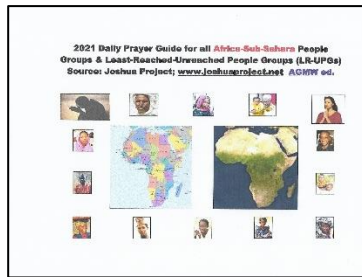 2021 Daily Prayer Guide for all Africa-Sub-Sahara People
Groups & Least-Reached-Unreached People Groups (LR-UPGs)
Source: Joshua Project; www.joshuaproject.net AGMW ed.